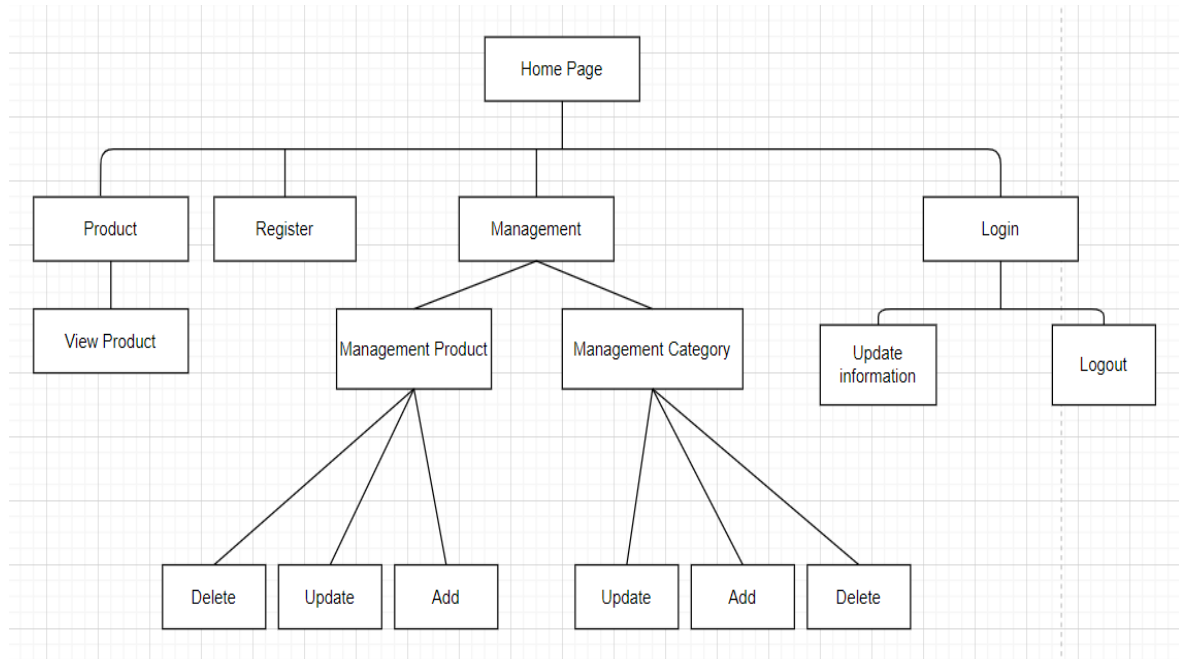 Home Page
Product
Register
Management
Login
View Product
Management Product
Management Category
Update
information
Logout
Delete
Update
Add
Update
Add
Delete